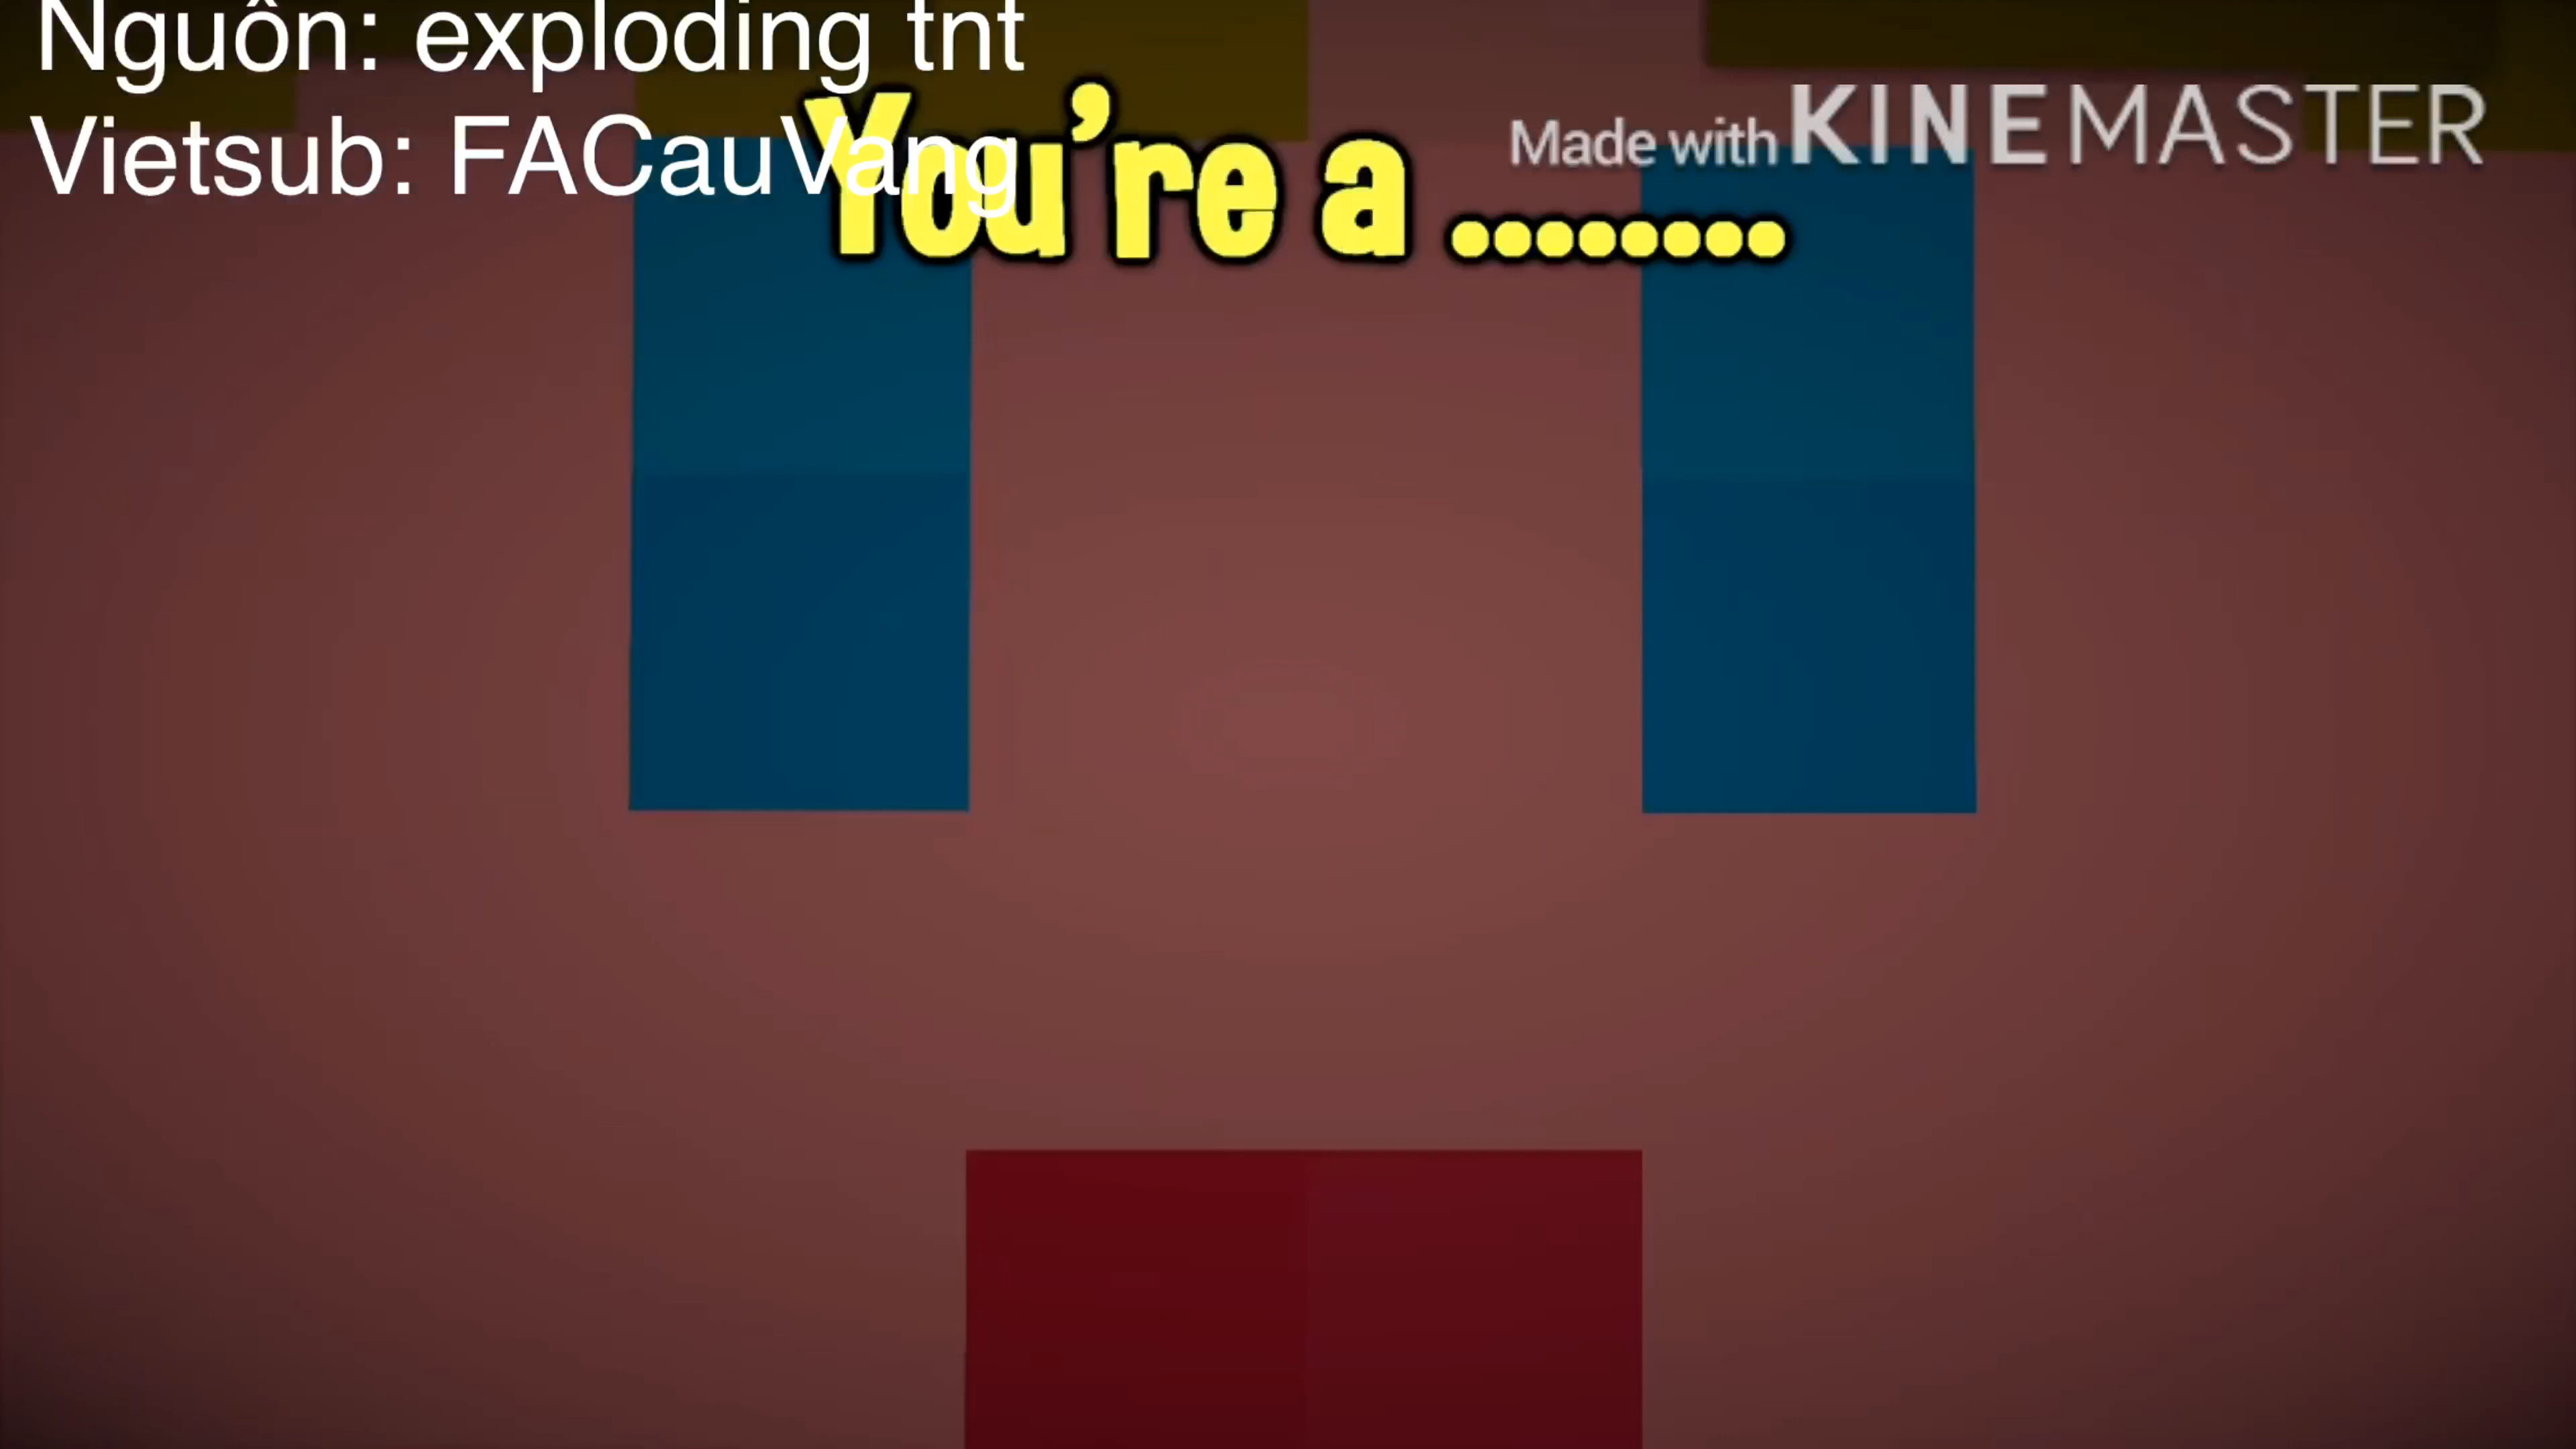 Nguồn: exploding tnt
Vietsub: FACauVang
You're a ........
Made with KINEMASTER